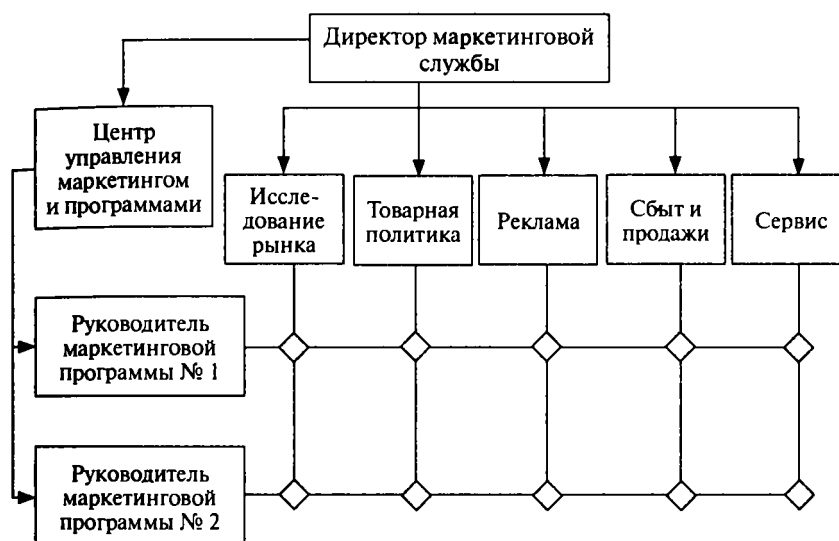 Директор маркетинговой
службы
Центр
управления
маркетингом
и программами
Иссле-
дование
рынка
Товарная
политика
Реклама
Сбыт и
продажи
Сервис
Руководитель
маркетинговой
программы № 1
Руководитель
маркетинговой
программы № 2